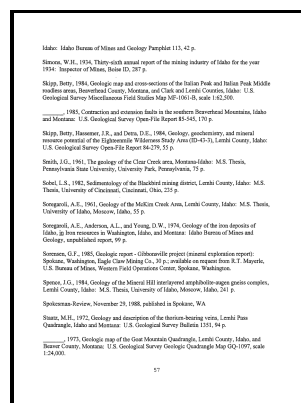 Idaho: Idaho Bureau of Mines and Geology Pamphlet 113, 42 p.
Simons, W.H., 1934, Thirty-sixth annual report of the mining industry of Idaho for the year
1934: Inspector of Mines, Boise ID, 287 p.
Skipp, Betty, 1984, Geologic map and cross-sections of the Italian Peak and Italian Peak Middle
roadless areas, Beaverhead County, Montana, and Clark and Lemhi Counties, Idaho: U.S.
Geological Survey Miscellaneous Field Studies Map MF-1061-B, scale 1:62,500.
______, 1985, Contraction and extension faults in the southern Beaverhead Mountains, Idaho
and Montana: U.S. Geological Survey Open-File Report 85-545, 170 p.
Skipp, Betty, Hassemer, J.R., and Detra, D.E., 1984, Geology, geochemistry, and mineral
resource potential of the Eighteenmile Wilderness Study Area (ID-43-3), Lemhi County, Idaho:
U.S. Geological Survey Open-File Report 84-279, 55 p.
Smith, J.G., 1961, The geology of the Clear Creek area, Montana-Idaho: M.S. Thesis,
Pennsylvania State University, University Park, Pennsylvania, 75 p.
Sobel, L.S., 1982, Sedimentology of the Blackbird mining district, Lemhi County, Idaho: M.S.
Thesis, University of Cincinnati, Cincinnati, Ohio, 235 p.
Soregaroli, A.E., 1961, Geology of the McKim Creek Area, Lemhi County, Idaho: M.S. Thesis,
University of Idaho, Moscow, Idaho, 55 p.
Soregaroli, A.E., Anderson, A.L., and Young, D.W., 1974, Geology of the iron deposits of
Idaho, in Iron resources in Washington, Idaho, and Montana: Idaho Bureau of Mines and
Geology, unpublished report, 99 p.
Sorensen, G.F., 1985, Geologic report - Gibbonsville project (mineral exploration report):
Spokane, Washington, Eagle Claw Mining Co., 30 p.; available on request from R.T. Mayerle,
U.S. Bureau of Mines, Western Field Operations Center, Spokane, Washington.
Spence, J.G., 1984, Geology of the Mineral Hill interlayered amphibolite-augen gneiss complex,
Lemhi County, Idaho: M.S. Thesis, University of Idaho, Moscow, Idaho, 241 p.
Spokesman-Review, November 29, 1988, published in Spokane, WA
Staatz, M.H., 1972, Geology and description of the thorium-bearing veins, Lemhi Pass
Quadrangle, Idaho and Montana: U.S. Geological Survey Bulletin 1351, 94 p.
______, 1973, Geologic map of the Goat Mountain Quadrangle, Lemhi County, Idaho, and
Beaver County, Montana: U.S. Geological Survey Geologic Quadrangle Map GQ-1097, scale
1:24,000.
57